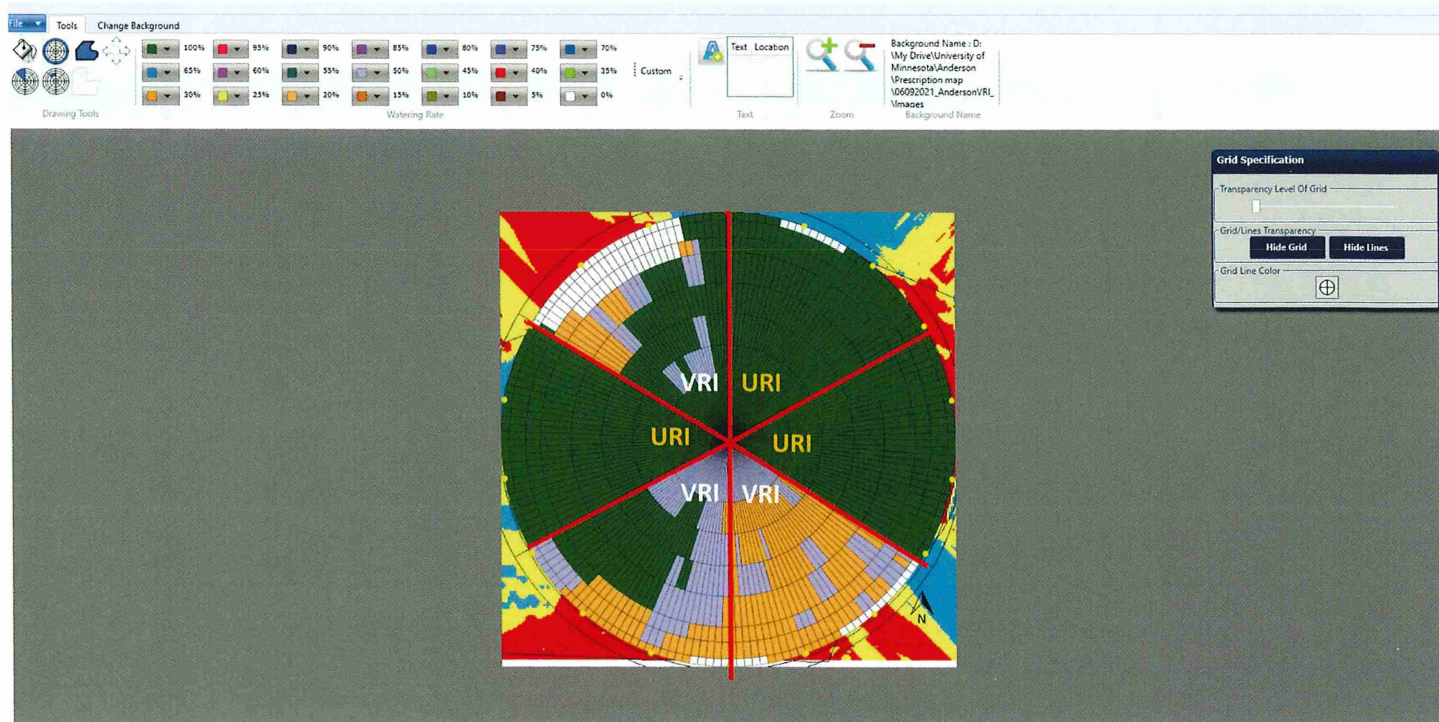 File
Tools
Change Background
100% 95% 90% 85% 80% 75% 70%
65% 60% 55% 50% 45% 40% 35%
30% 25% 20% 15% 10% 5% 0%
Custom
Text Location
Background Name : D:
\My Drive\University of
Minnesota\Anderson
\Prescription map
\06092021_AndersonVRI_
\Images
Drawing Tools
Watering Rate
Text
Zoom
Background Name
Grid Specification
Transparency Level Of Grid
Grid/Lines Transparency
Hide Grid
Hide Lines
Grid Line Color
VRI URI
URI URI
VRI VRI
N